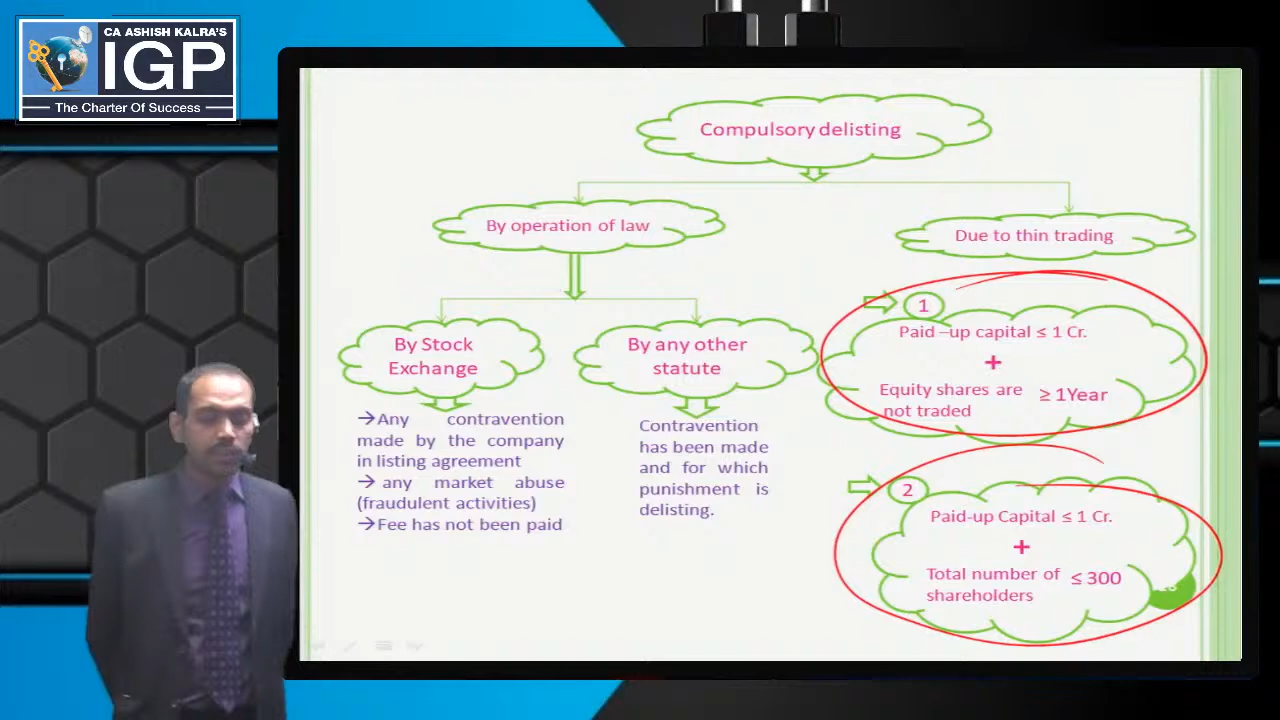 CA ASHISH KALRA'S
IGP
The Charter Of Success
Compulsory delisting
By operation of law
Due to thin trading
By Stock
Exchange
By any other
statute
→Any contravention
made by the company
in listing agreement
→ any market abuse
(fraudulent activities)
→Fee has not been paid
Contravention
has been made
and for which
punishment is
delisting.
1
Paid –up capital ≤ 1 Cr.
+
Equity shares are
not traded
≥ 1Year
2
Paid-up Capital ≤ 1 Cr.
+
Total number of
shareholders
≤ 300